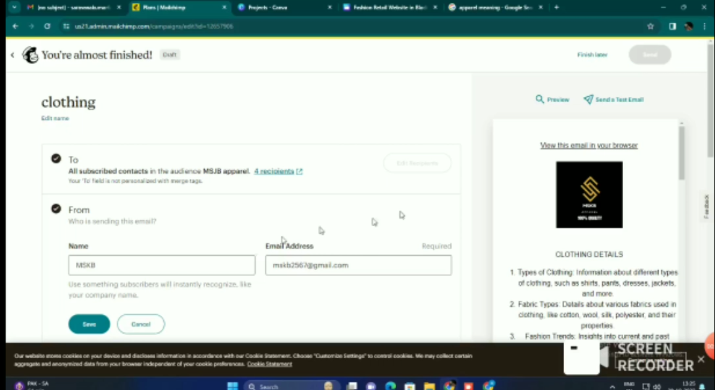 (no subject) - sameewala.mark
Plans | Mailchimp
Projects - Canva
Fashion Retail Website in Black
apparel meaning - Google Sea
us21.admin.mailchimp.com/campaigns/edit?id=
You're almost finished!
Draft
Finish later
Send
clothing
Edit name
Preview
Send a Test Email
To
All subscribed contacts in the audience MSJB apparel. 4 recipients
Your 'To' field is not personalized with merge tags.
Edit Recipients
From
Who is sending this email?
Name
Email Address
Required
MSKB
mskb2567@gmail.com
Use something subscribers will instantly recognize, like
your company name.
Save
Cancel
View this email in your browser
MSKB
APPAREL
100% QUALITY
CLOTHING DETAILS
1. Types of Clothing: Information about different types
of clothing, such as shirts, pants, dresses, jackets,
and more.
2. Fabric Types: Details about various fabrics used in
clothing, like cotton, wool, silk, polyester, and their
properties
3. Fashion Trends: Insights into current and past
Feedback
Our website stores cookies on your device and discloses information in accordance with our Cookie Statement. Choose "Customize Settings" to control cookies. We may collect certain
aggregate and anonymized data from your browser independent of your cookie preferences. Cookie Statement
SCREEN
RECORDER
PAK - SA
Search
ENG
13:25